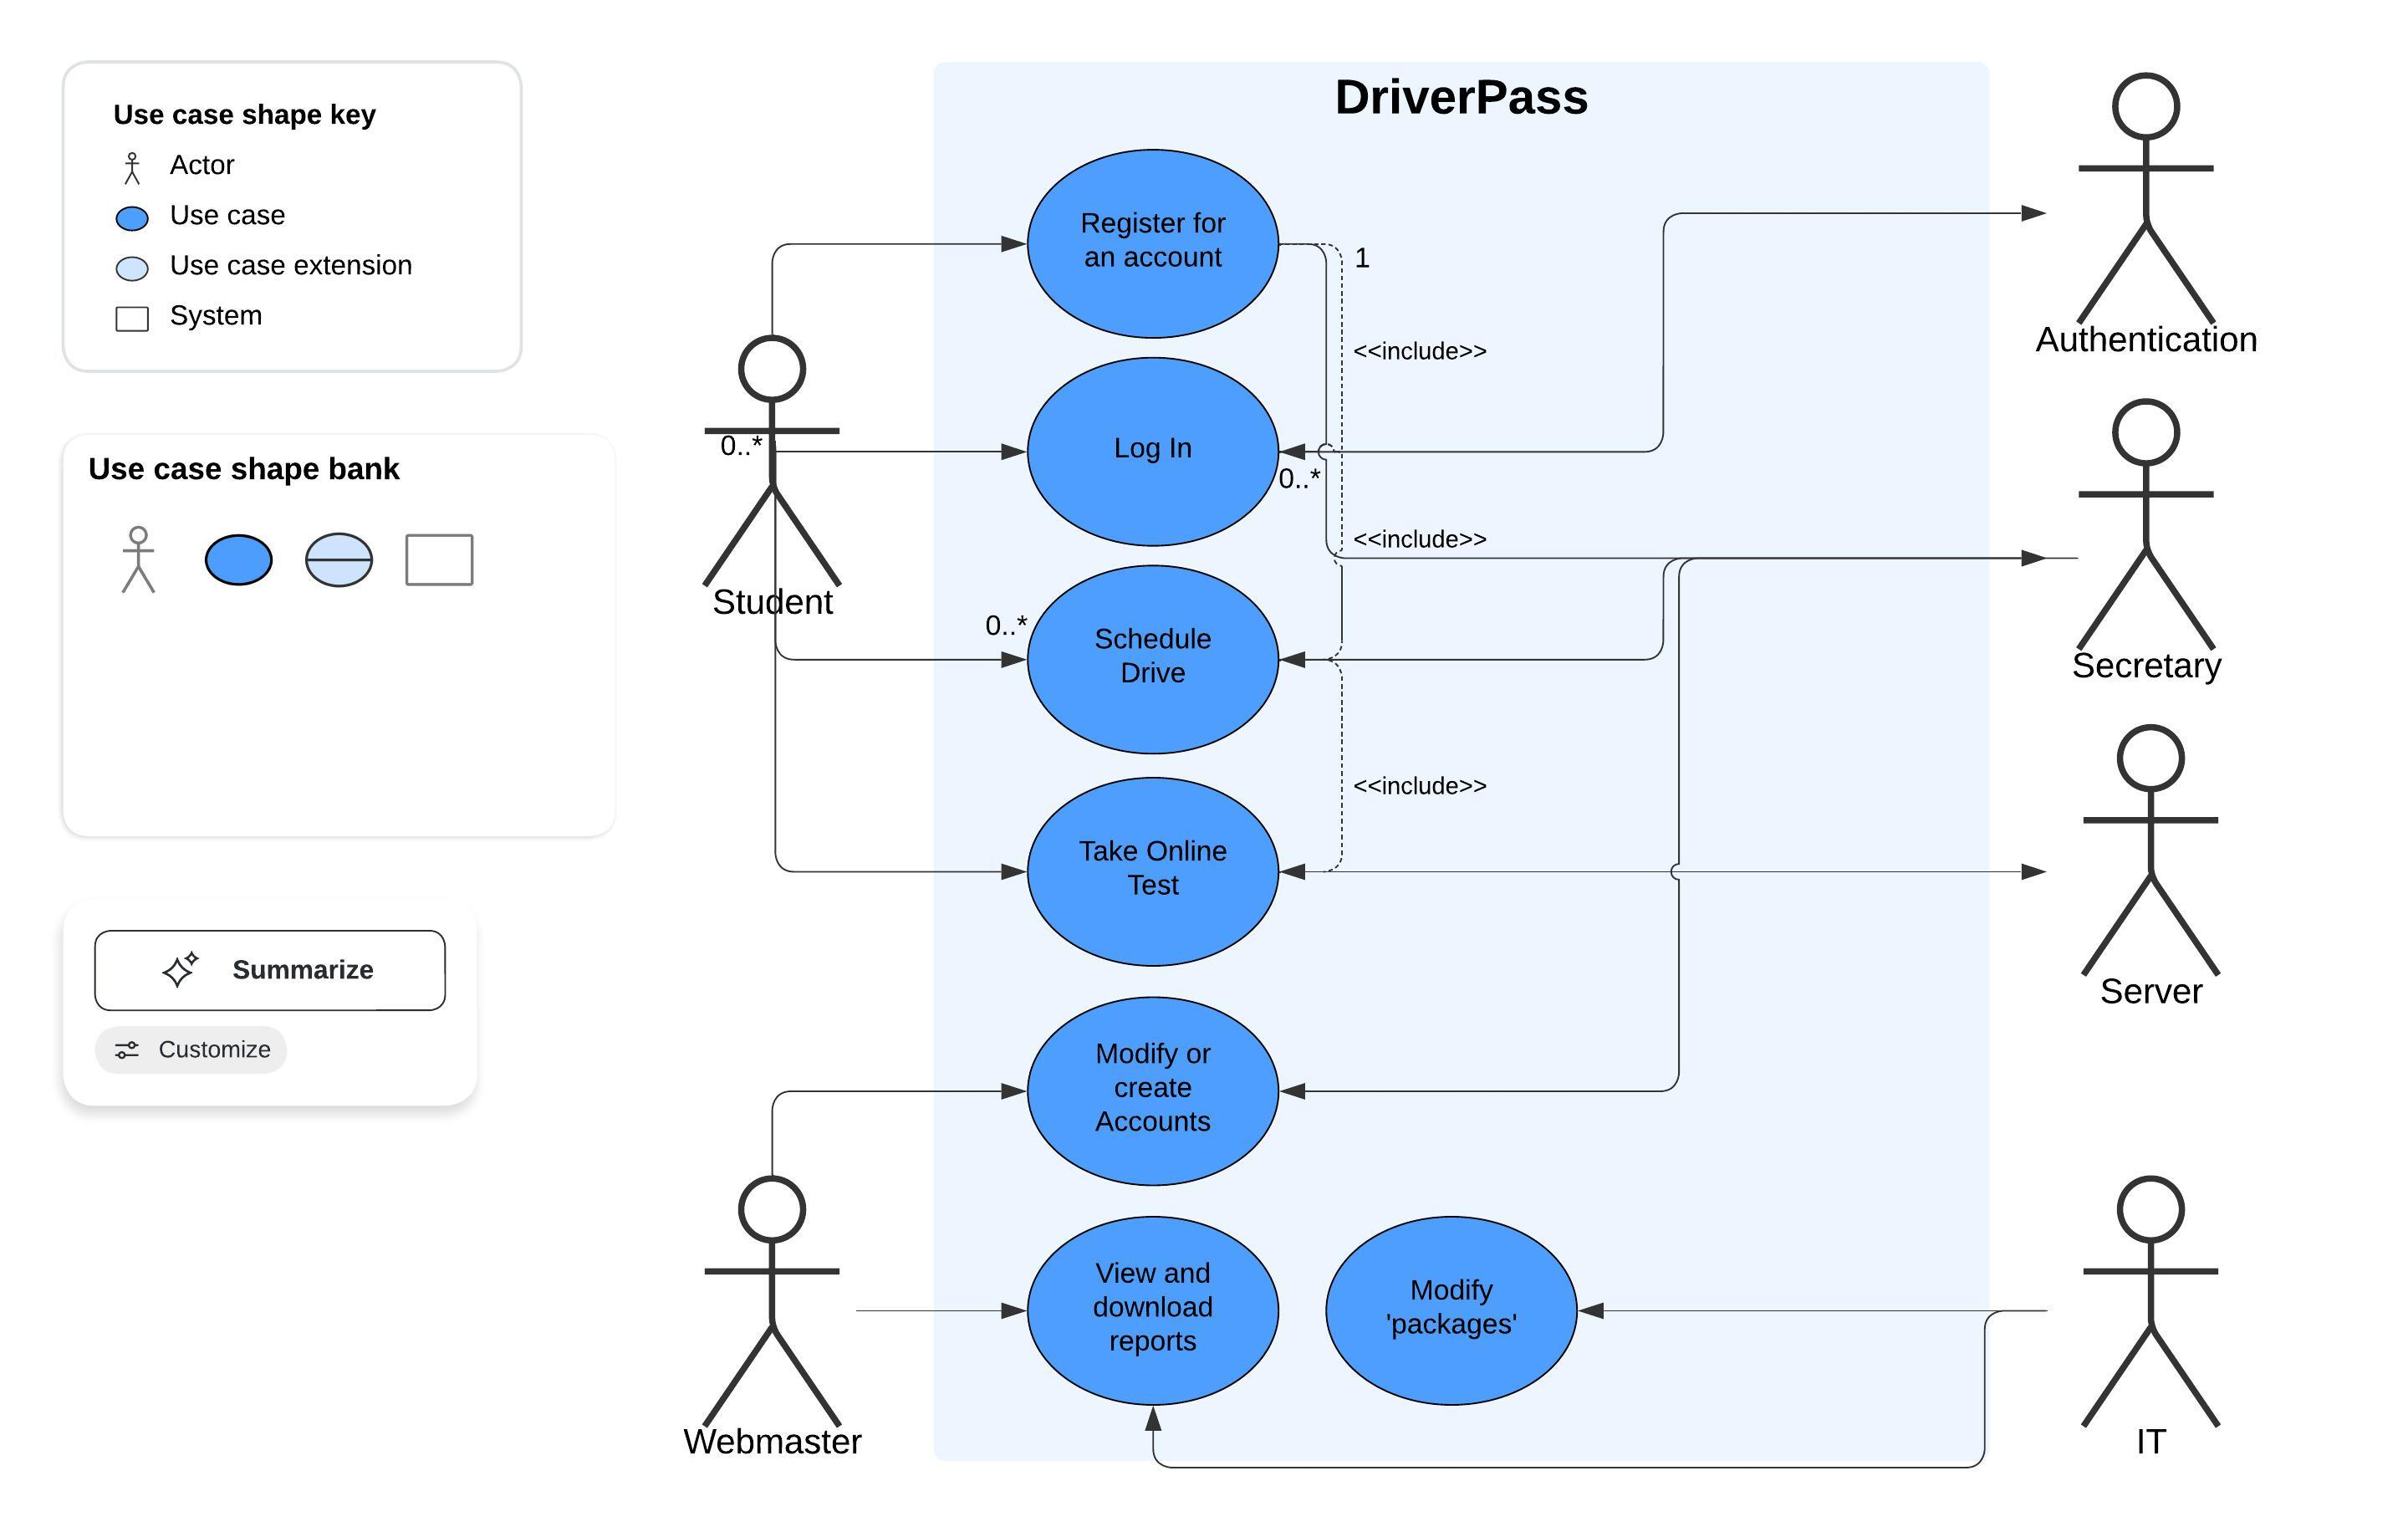 Use case shape key
Actor
Use case
Use case extension
System
Use case shape bank
Summarize
Customize
DriverPass
Register for
an account
1
<<include>>
Log In
0..*
0..*
<<include>>
Student
0..*
Schedule
Drive
<<include>>
Take Online
Test
Modify or
create
Accounts
View and
download
reports
Modify
'packages'
Webmaster
Authentication
Secretary
Server
IT